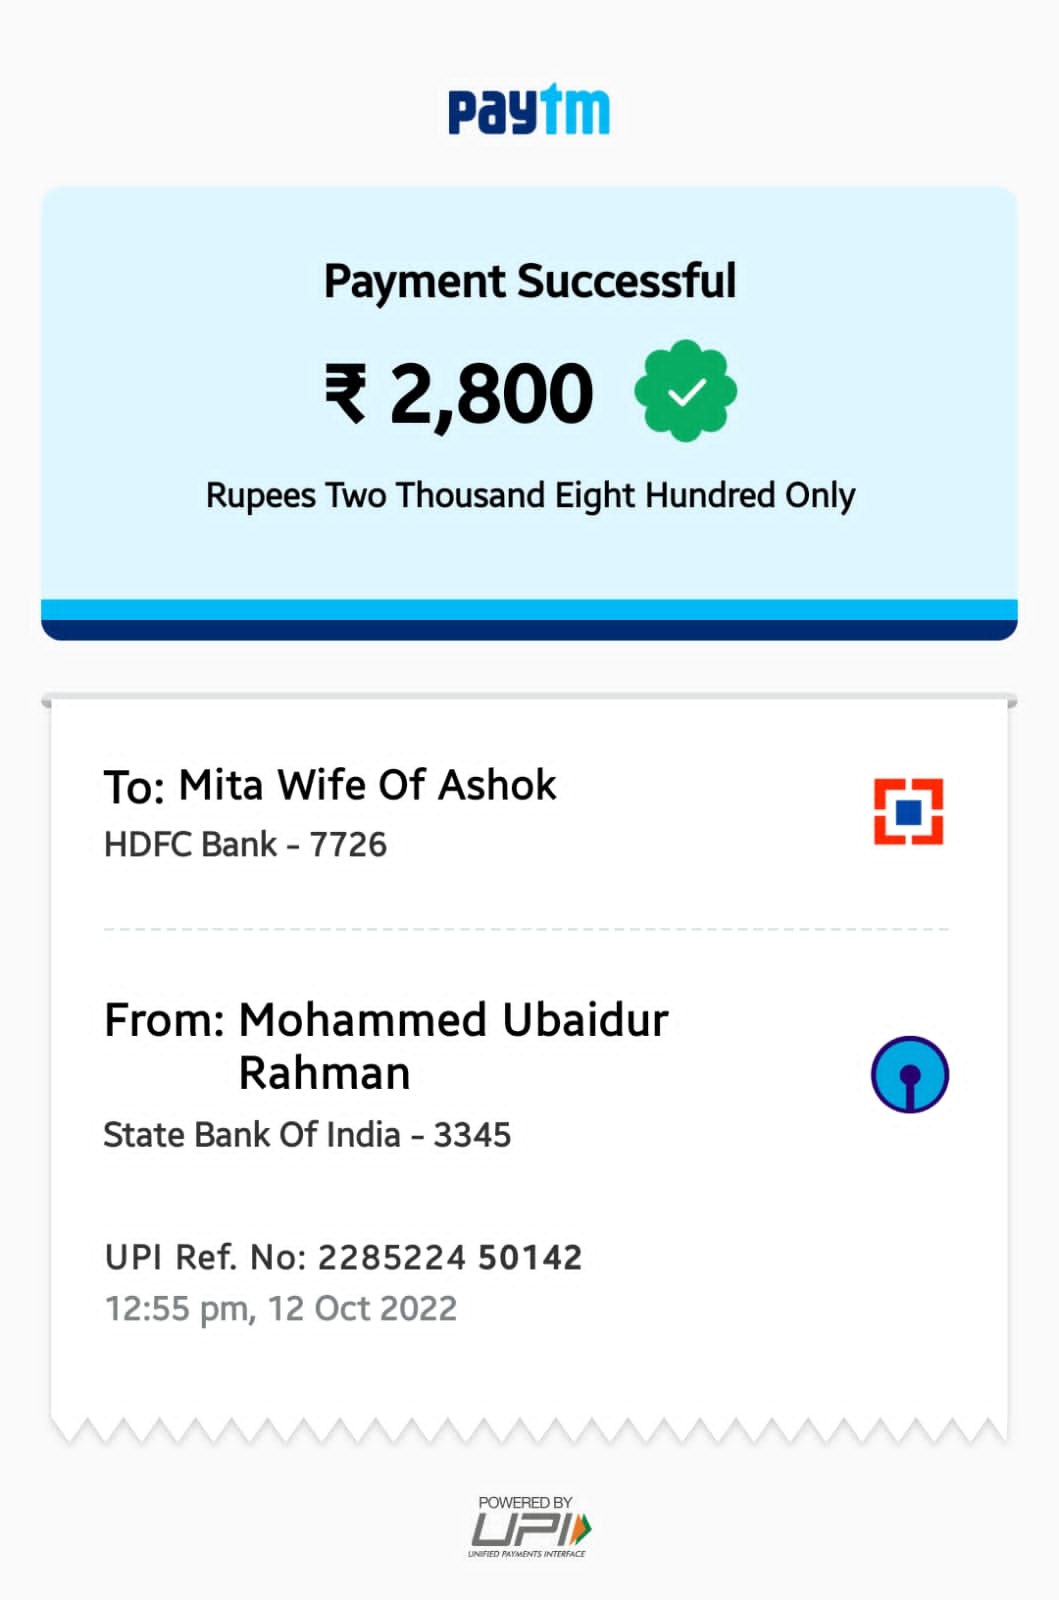 paytm
Payment Successful
₹ 2,800
Rupees Two Thousand Eight Hundred Only
To: Mita Wife Of Ashok
HDFC Bank - 7726
From: Mohammed Ubaidur
Rahman
State Bank Of India - 3345
UPI Ref. No: 2285224 50142
12:55 pm, 12 Oct 2022
POWERED BY
UPI
UNIFIED PAYMENTS INTERFACE